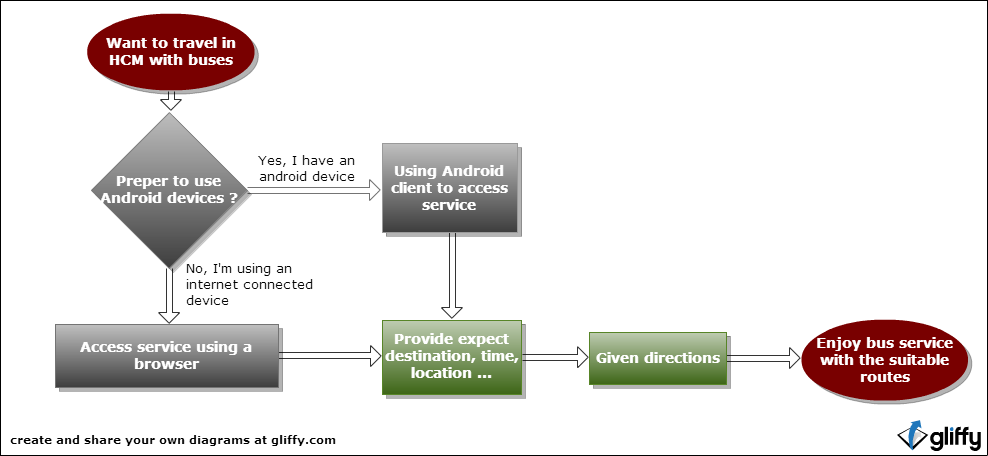 Want to travel in
HCM with buses
Preper to use
Android devices ?
Yes, I have an
android device
Using Android
client to access
service
No, I'm using an
internet connected
device
Access service using a
browser
Provide expect
destination, time,
location ...
Given directions
Enjoy bus service
with the suitable
routes
create and share your own diagrams at gliffy.com
gliffy